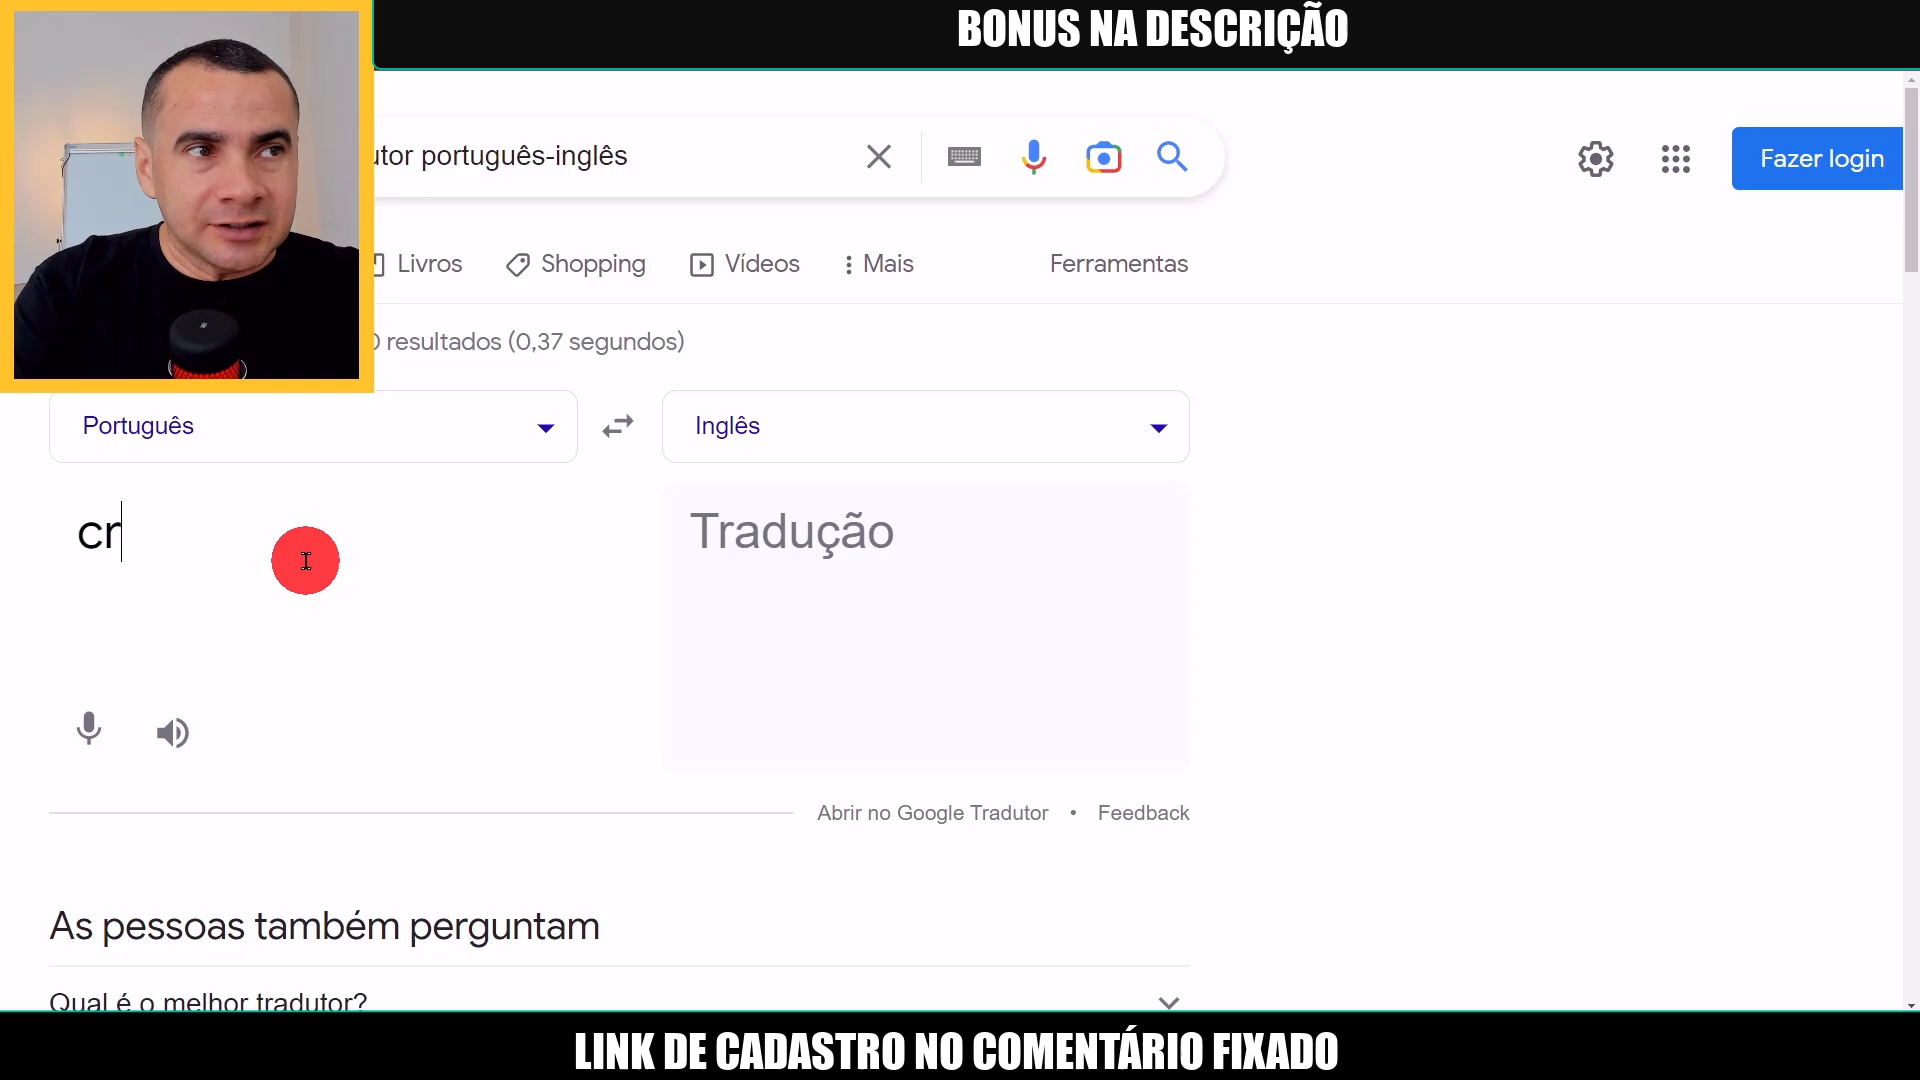 BONUS NA DESCRIÇÃO
utor português-inglês
Fazer login
Livros
Shopping
Vídeos
Mais
Ferramentas
resultados (0,37 segundos)
Português
Inglês
cr
Tradução
Abrir no Google Tradutor • Feedback
As pessoas também perguntam
Qual é o melhor tradutor?
LINK DE CADASTRO NO COMENTÁRIO FIXADO